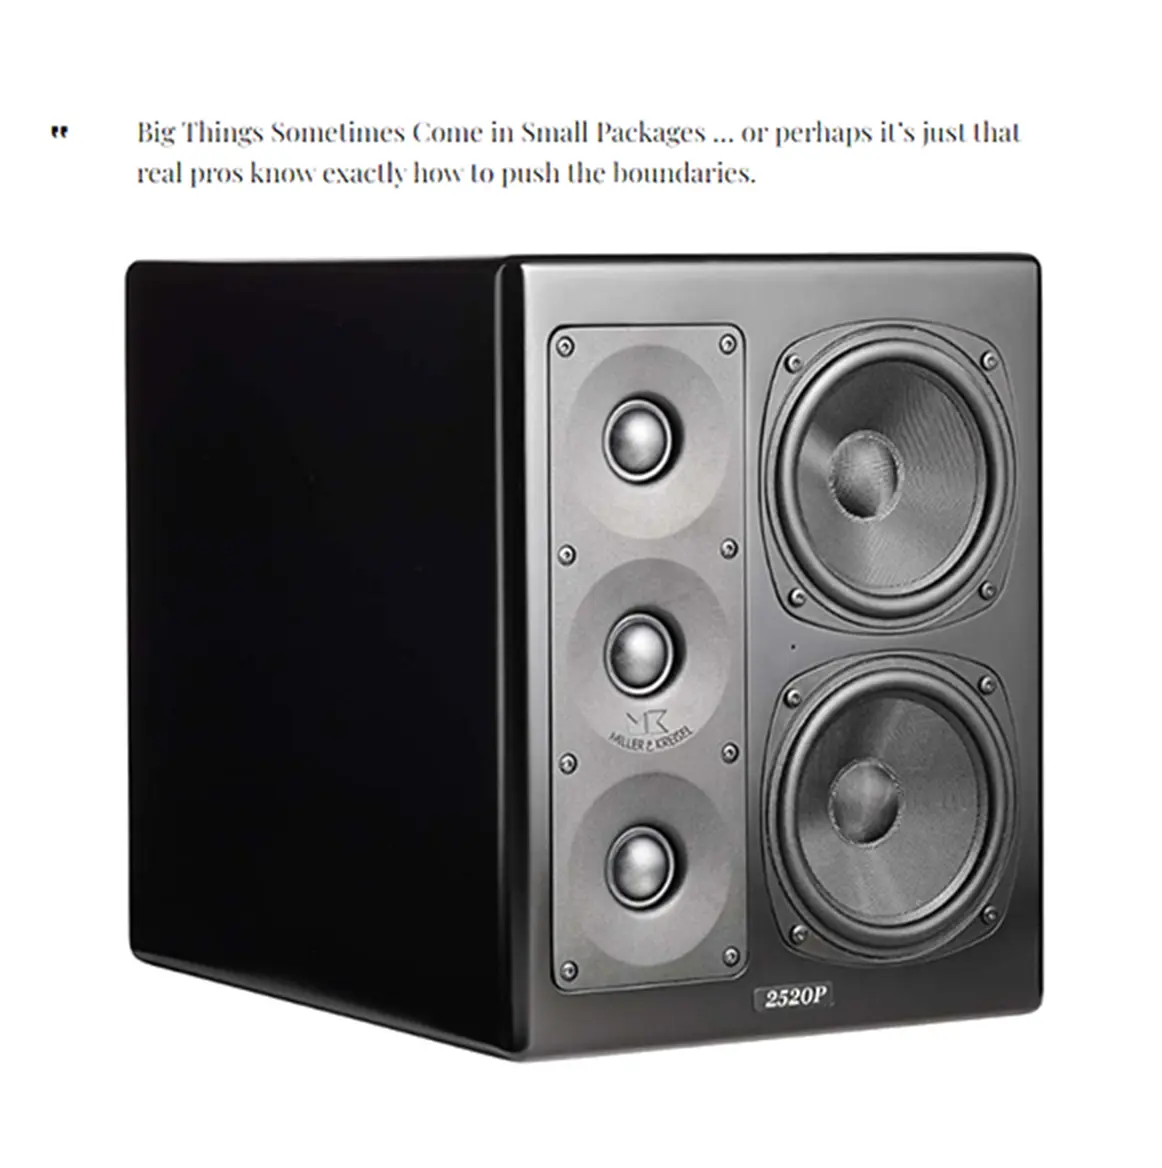 " Big Things Sometimes Come in Small Packages ... or perhaps it's just that
real pros know exactly how to push the boundaries.
MK
MILLER & KREISEL
2520P